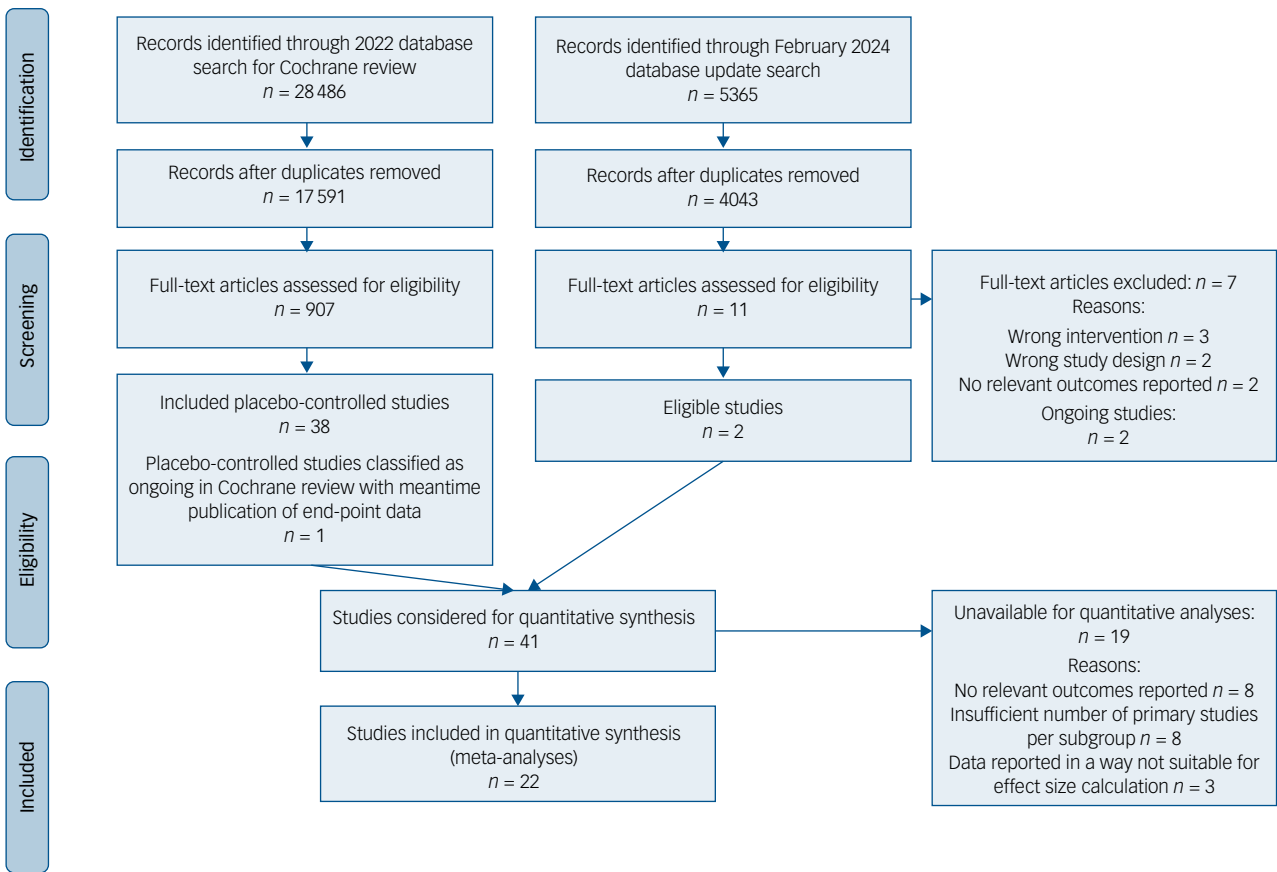 Identification
Records identified through 2022 database
search for Cochrane review
n = 28 486
Records identified through February 2024
database update search
n = 5365
Records after duplicates removed
n = 17 591
Records after duplicates removed
n = 4043
Screening
Full-text articles assessed for eligibility
n = 907
Full-text articles assessed for eligibility
n = 11
Full-text articles excluded: n = 7
Reasons:
Wrong intervention n = 3
Wrong study design n = 2
No relevant outcomes reported n = 2
Ongoing studies:
n = 2
Included placebo-controlled studies
n = 38
Placebo-controlled studies classified as
ongoing in Cochrane review with meantime
publication of end-point data
n = 1
Eligible studies
n = 2
Eligibility
Studies considered for quantitative synthesis
n = 41
Unavailable for quantitative analyses:
n = 19
Reasons:
No relevant outcomes reported n = 8
Insufficient number of primary studies
per subgroup n = 8
Data reported in a way not suitable for
effect size calculation n = 3
Included
Studies included in quantitative synthesis
(meta-analyses)
n = 22